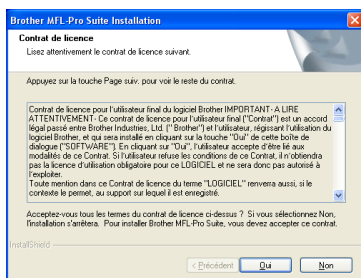 Brother MFL-Pro Suite Installation
Contrat de licence
Lisez attentivement le contrat de licence suivant.
Appuyez sur la touche Page suiv. pour voir le reste du contrat.
Contrat de licence pour l'utilisateur final du logiciel Brother IMPORTANT - A LIRE
ATTENTIVEMENT - Ce contrat de licence pour l'utilisateur final ("Contrat") est un accord
légal passé entre Brother Industries, Ltd. ("Brother") et l'utilisateur, régissant l'utilisation du
logiciel Brother, et qui sera installé en cliquant sur la touche "Oui" de cette boîte de
dialogue ("SOFTWARE"). En cliquant sur "Oui", l'utilisateur accepte d'être lié aux
modalités de ce Contrat. Si l'utilisateur refuse les conditions de ce Contrat, il n'obtiendra
pas la licence d'utilisation obligatoire pour ce LOGICIEL et ne sera donc pas autorisé à
l'exploiter.
Toute mention dans ce Contrat de licence du terme "LOGICIEL" renverra aussi, si le
contexte le permet, au support sur lequel il est enregistré.
Acceptez-vous tous les termes du contrat de licence ci-dessus ? Si vous sélectionnez Non,
l'installation s'arrêtera. Pour installer Brother MFL-Pro Suite, vous devez accepter ce contrat.
InstallShield
< Précédent
Oui
Non